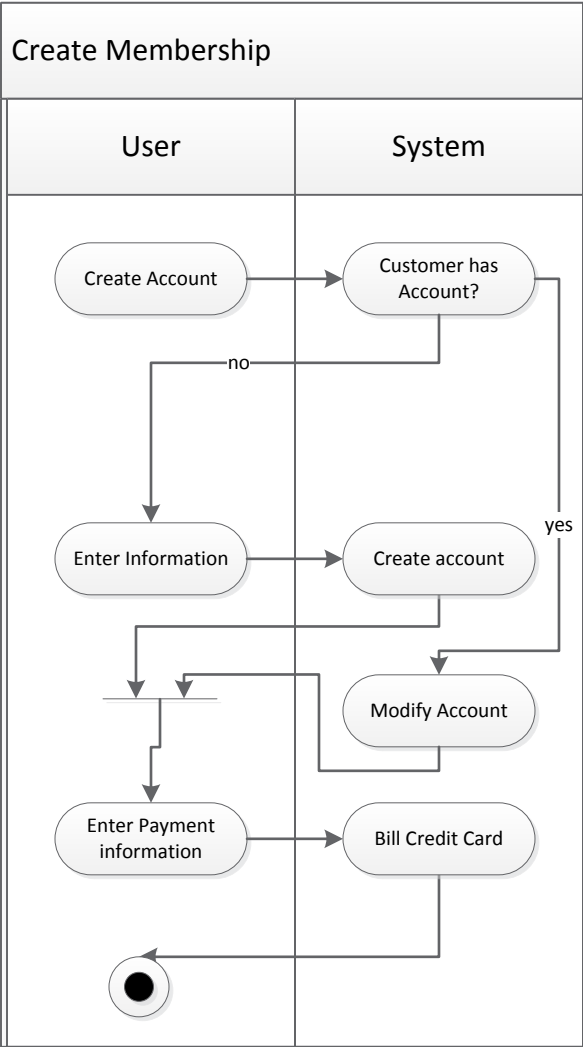 Create Membership
User
System
Create Account
Customer has
Account?
no
yes
Enter Information
Create account
Modify Account
Enter Payment
information
Bill Credit Card